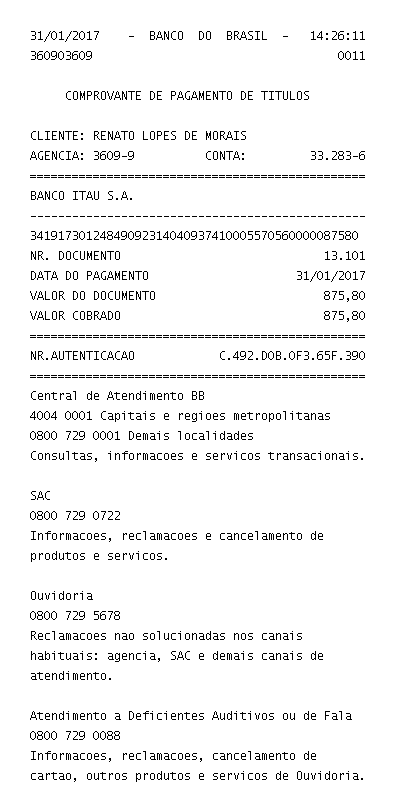 31/01/2017 - BANCO DO BRASIL - 14:26:11
360903609 0011
COMPROVANTE DE PAGAMENTO DE TITULOS
CLIENTE: RENATO LOPES DE MORAIS
AGENCIA: 3609-9 CONTA: 33.283-6
================================================
BANCO ITAU S.A.
------------------------------------------------
34191730124849092314040937410005570560000087580
NR. DOCUMENTO 13.101
DATA DO PAGAMENTO 31/01/2017
VALOR DO DOCUMENTO 875,80
VALOR COBRADO 875,80
================================================
NR.AUTENTICACAO C.492.D0B.0F3.65F.390
================================================
Central de Atendimento BB
4004 0001 Capitais e regioes metropolitanas
0800 729 0001 Demais localidades
Consultas, informacoes e servicos transacionais.
SAC
0800 729 0722
Informacoes, reclamacoes e cancelamento de
produtos e servicos.
Ouvidoria
0800 729 5678
Reclamacoes nao solucionadas nos canais
habituais: agencia, SAC e demais canais de
atendimento.
Atendimento a Deficientes Auditivos ou de Fala
0800 729 0088
Informacoes, reclamacoes, cancelamento de
cartao, outros produtos e servicos de Ouvidoria.